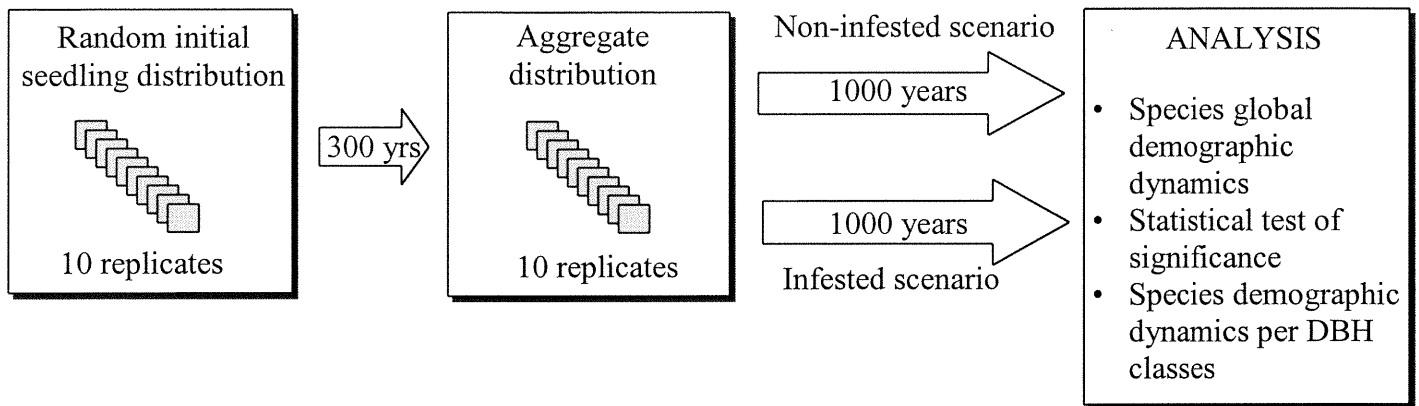 Random initial
seedling distribution
10 replicates
300 yrs
Aggregate
distribution
10 replicates
Non-infested scenario
1000 years
1000 years
Infested scenario
ANALYSIS
• Species global
demographic
dynamics
• Statistical test of
significance
• Species demographic
dynamics per DBH
classes